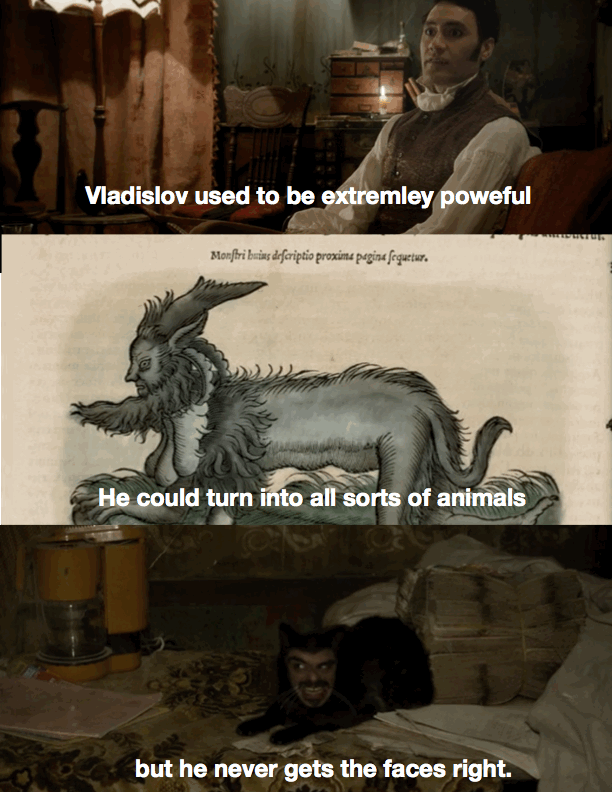 Vladislov used to be extremley poweful
Monſtri huius deſcriptio proxima pagina ſequetur.
He could turn into all sorts of animals
but he never gets the faces right.